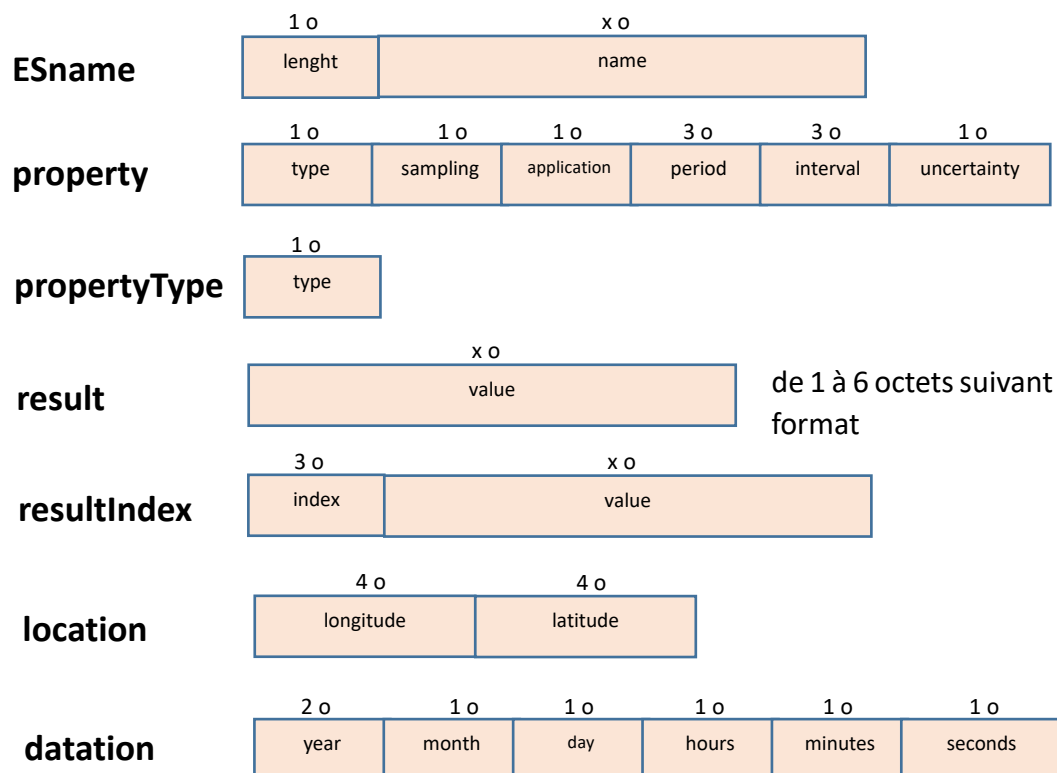 1 o x o
ESname lenght name
1 o 1 o 1 o 3 o 3 o 1 o
property type sampling application period interval uncertainty
1 o
propertyType type
x o
result value de 1 à 6 octets suivant
format
3 o x o
resultIndex index value
4 o 4 o
location longitude latitude
2 o 1 o 1 o 1 o 1 o 1 o
datation year month day hours minutes seconds